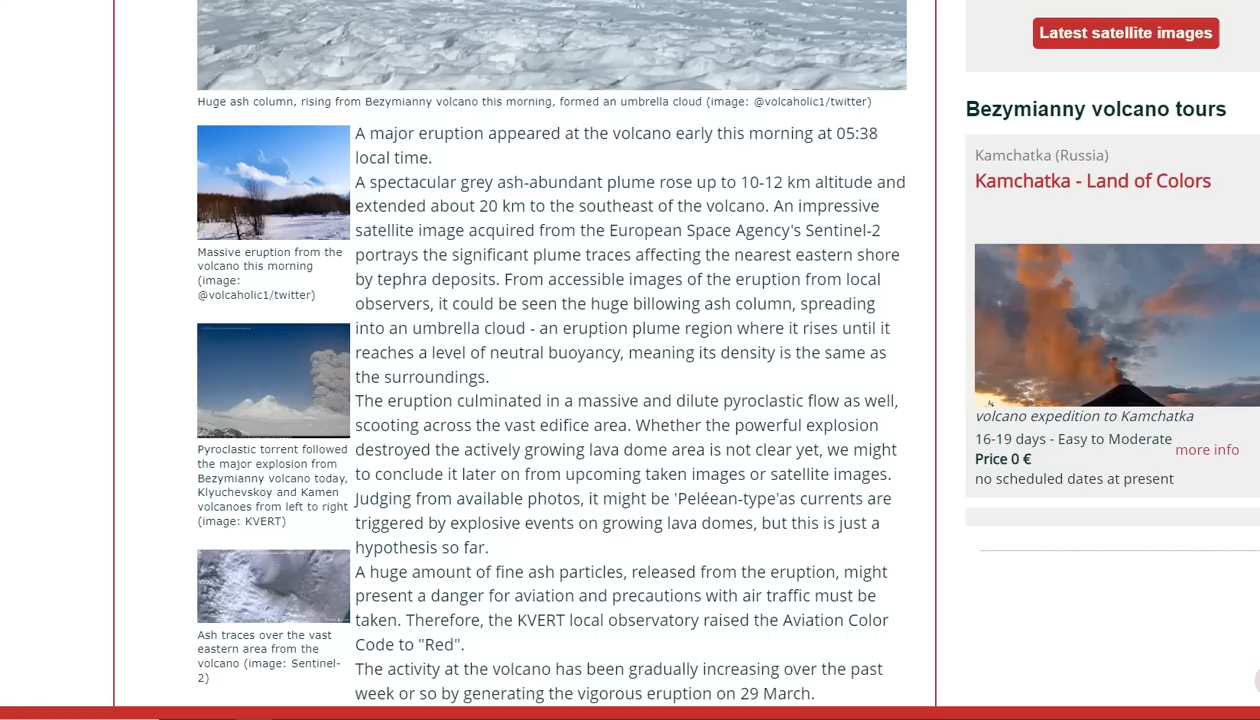 Huge ash column, rising from Bezymianny volcano this morning, formed an umbrella cloud (image: @volcaholic1/twitter)
Massive eruption from the
volcano this morning
(image:
@volcaholic1/twitter)
Pyroclastic torrent followed
the major explosion from
Bezymianny volcano today,
Klyuchevskoy and Kamen
volcanoes from left to right
(image: KVERT)
Ash traces over the vast
eastern area from the
volcano (image: Sentinel-
2)
A major eruption appeared at the volcano early this morning at 05:38
local time.
A spectacular grey ash-abundant plume rose up to 10-12 km altitude and
extended about 20 km to the southeast of the volcano. An impressive
satellite image acquired from the European Space Agency's Sentinel-2
portrays the significant plume traces affecting the nearest eastern shore
by tephra deposits. From accessible images of the eruption from local
observers, it could be seen the huge billowing ash column, spreading
into an umbrella cloud - an eruption plume region where it rises until it
reaches a level of neutral buoyancy, meaning its density is the same as
the surroundings.
The eruption culminated in a massive and dilute pyroclastic flow as well,
scooting across the vast edifice area. Whether the powerful explosion
destroyed the actively growing lava dome area is not clear yet, we might
to conclude it later on from upcoming taken images or satellite images.
Judging from available photos, it might be 'Peléean-type'as currents are
triggered by explosive events on growing lava domes, but this is just a
hypothesis so far.
A huge amount of fine ash particles, released from the eruption, might
present a danger for aviation and precautions with air traffic must be
taken. Therefore, the KVERT local observatory raised the Aviation Color
Code to "Red".
The activity at the volcano has been gradually increasing over the past
week or so by generating the vigorous eruption on 29 March.
Latest satellite images
Bezymianny volcano tours
Kamchatka (Russia)
Kamchatka - Land of Colors
volcano expedition to Kamchatka
16-19 days - Easy to Moderate
Price 0 €
more info
no scheduled dates at present